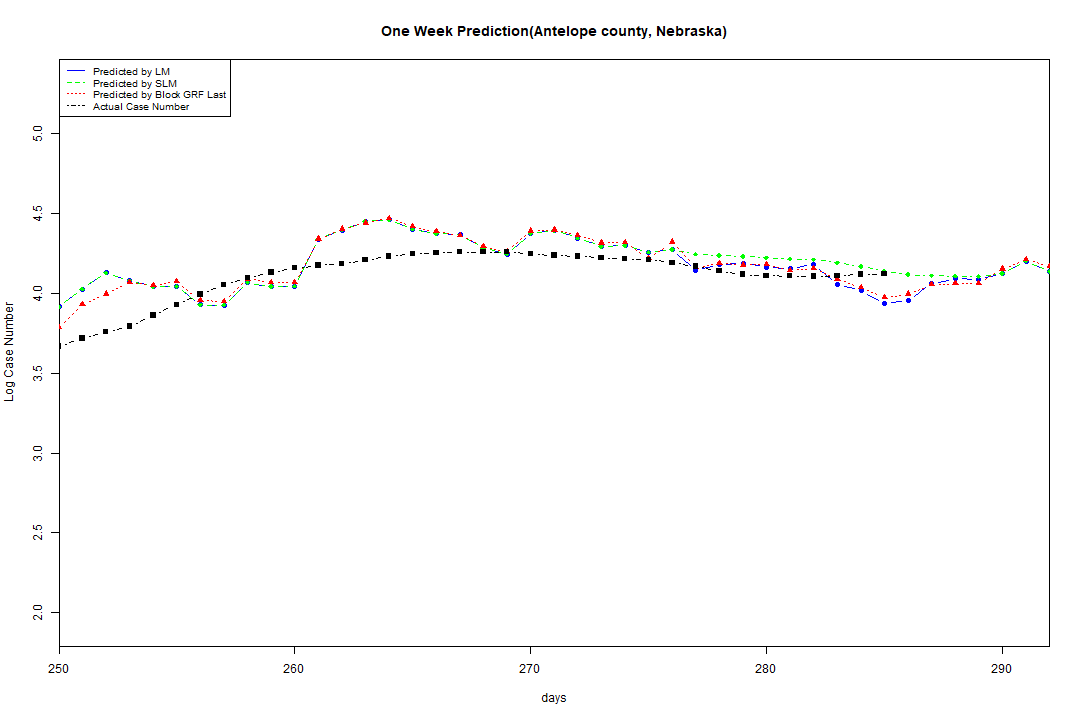 One Week Prediction(Antelope county, Nebraska)
Predicted by LM
Predicted by SLM
Predicted by Block GRF Last
Actual Case Number
5.0
4.5
4.0
3.5
3.0
2.5
2.0
Log Case Number
250 260 270 280 290
days